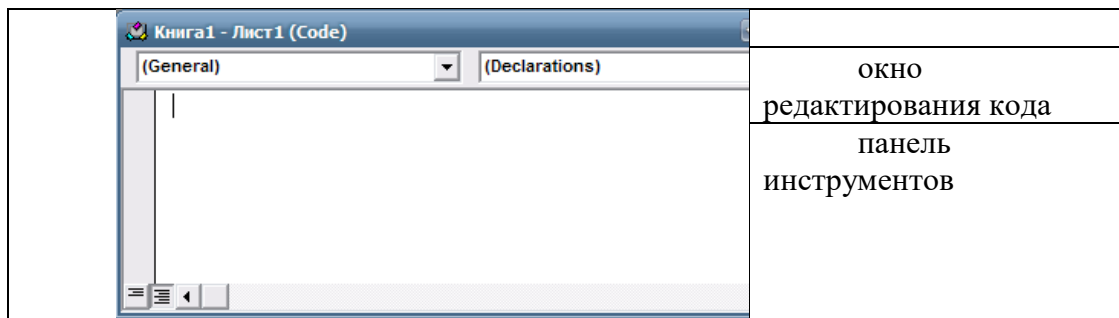 Книга1 - Лист1 (Code)
(General)
(Declarations)
окно
редактирования кода
панель
инструментов